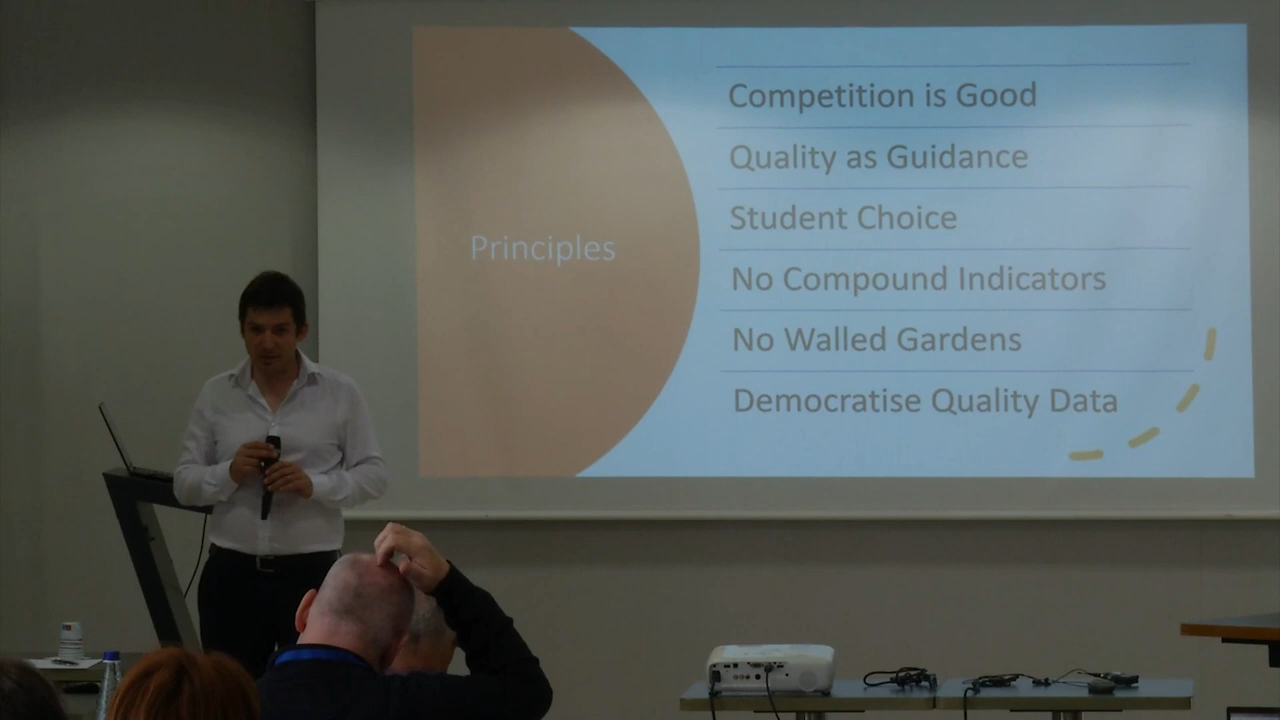 Principles
Competition is Good
Quality as Guidance
Student Choice
No Compound Indicators
No Walled Gardens
Democratise Quality Data